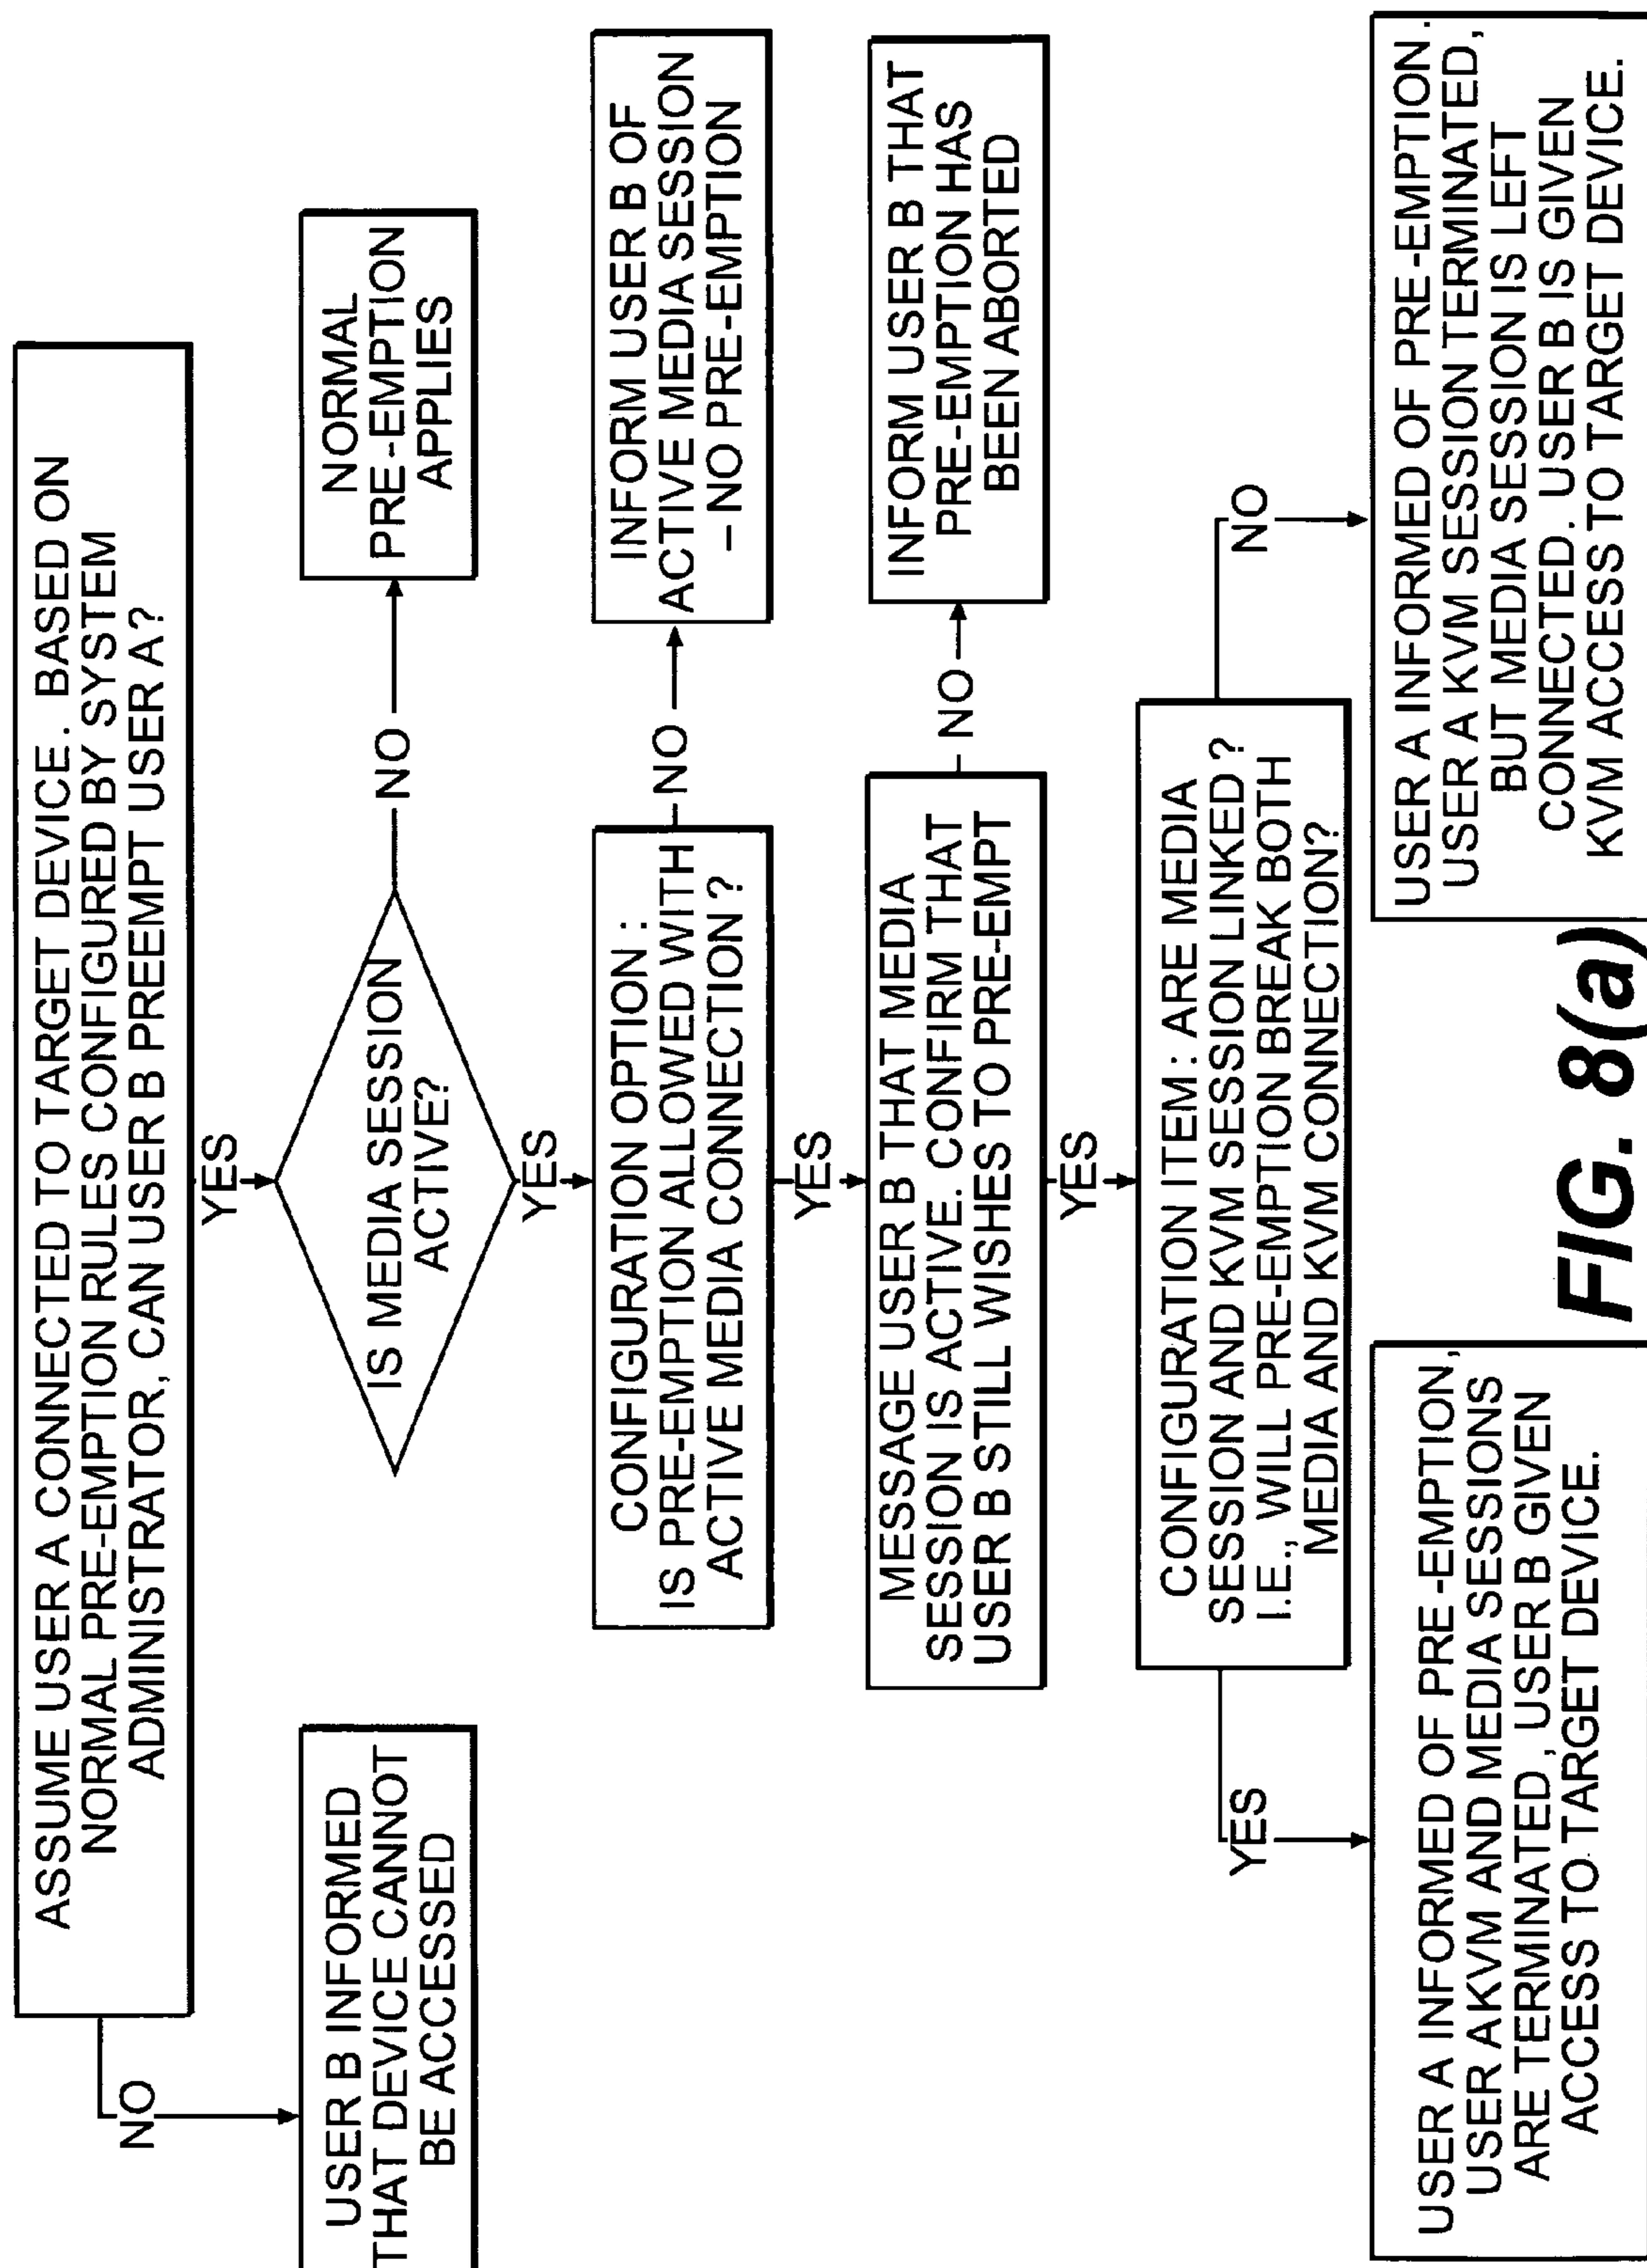 ASSUME USER A CONNECTED TO TARGET DEVICE. BASED ON
NORMAL PRE-EMPTION RULES CONFIGURED BY SYSTEM
ADMINISTRATOR, CAN USER B PREEMPT USER A?
NO
YES
USER B INFORMED
THAT DEVICE CANNOT
BE ACCESSED
IS MEDIA SESSION
ACTIVE?
NO
NORMAL
PRE-EMPTION
APPLIES
YES
CONFIGURATION OPTION :
IS PRE-EMPTION ALLOWED WITH
ACTIVE MEDIA CONNECTION ?
NO
INFORM USER B OF
ACTIVE MEDIA SESSION
– NO PRE-EMPTION
YES
MESSAGE USER B THAT MEDIA
SESSION IS ACTIVE. CONFIRM THAT
USER B STILL WISHES TO PRE-EMPT
NO
INFORM USER B THAT
PRE-EMPTION HAS
BEEN ABORTED
YES
CONFIGURATION ITEM : ARE MEDIA
SESSION AND KVM SESSION LINKED ?
I.E., WILL PRE-EMPTION BREAK BOTH
MEDIA AND KVM CONNECTION?
YES
NO
USER A INFORMED OF PRE-EMPTION,
USER AKVM AND MEDIA SESSIONS
ARE TERMINATED, USER B GIVEN
ACCESS TO TARGET DEVICE.
USER A INFORMED OF PRE-EMPTION.
USER A KVM SESSION TERMINATED,
BUT MEDIA SESSION IS LEFT
CONNECTED. USER B IS GIVEN
KVM ACCESS TO TARGET DEVICE.
FIG. 8(a)